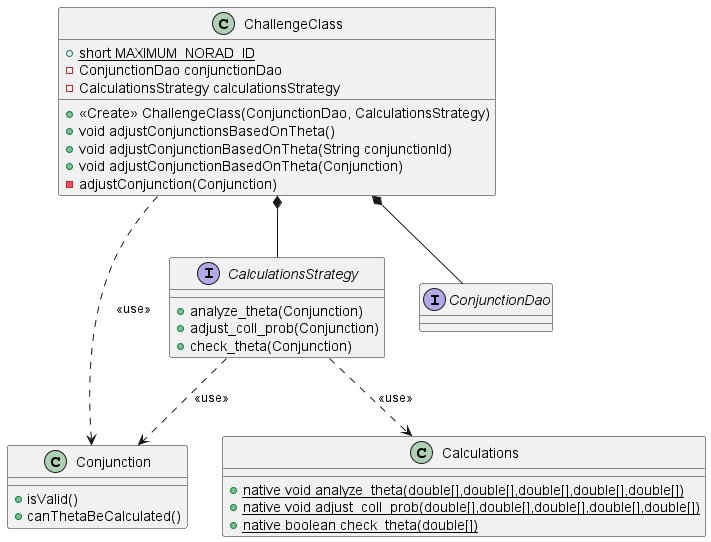 C ChallengeClass
short MAXIMUM_NORAD_ID
ConjunctionDao conjunctionDao
CalculationsStrategy calculationsStrategy
«Create» ChallengeClass(ConjunctionDao, CalculationsStrategy)
void adjustConjunctionsBasedOnTheta()
void adjustConjunctionBasedOnTheta(String conjunctionId)
void adjustConjunctionBasedOnTheta(Conjunction)
adjustConjunction(Conjunction)
«use»
I CalculationsStrategy
analyze_theta(Conjunction)
adjust_coll_prob(Conjunction)
check_theta(Conjunction)
I ConjunctionDao
«use»
«use»
C Conjunction
isValid()
canThetaBeCalculated()
C Calculations
native void analyze_theta(double[],double[],double[],double[],double[])
native void adjust_coll_prob(double[],double[],double[],double[],double[])
native boolean check_theta(double[])